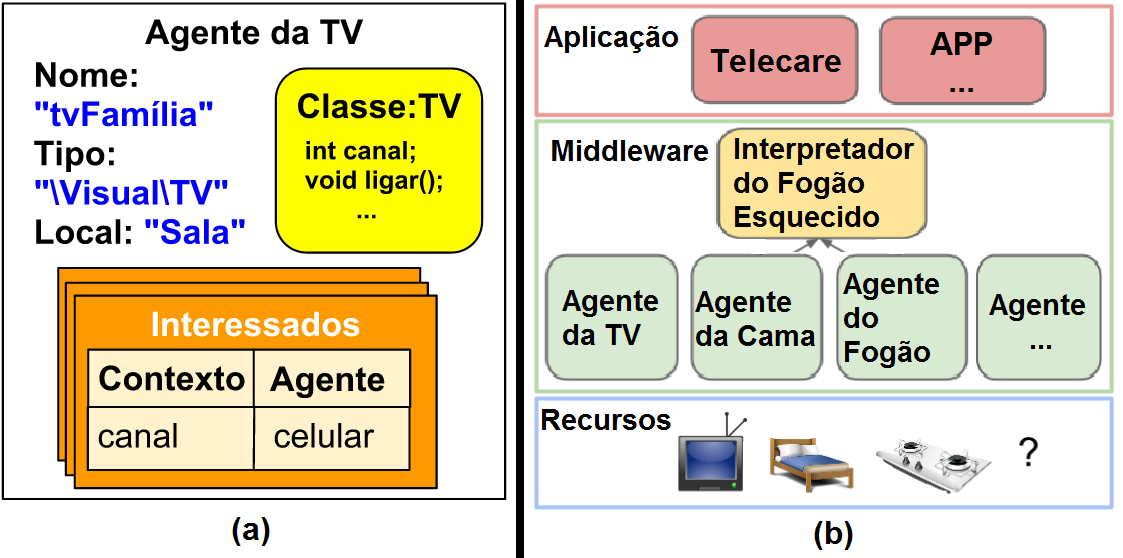 Agente da TV
Nome:
"tvFamília"
Tipo:
"\Visual\TV"
Local: "Sala"
Classe:TV
int canal;
void ligar();
...
Interessados
Contexto Agente
canal celular
(a)
Aplicação
Telecare
APP
...
Middleware
Interpretador
do Fogão
Esquecido
Agente
da TV
Agente
da Cama
Agente
do
Fogão
Agente
...
Recursos
?
(b)